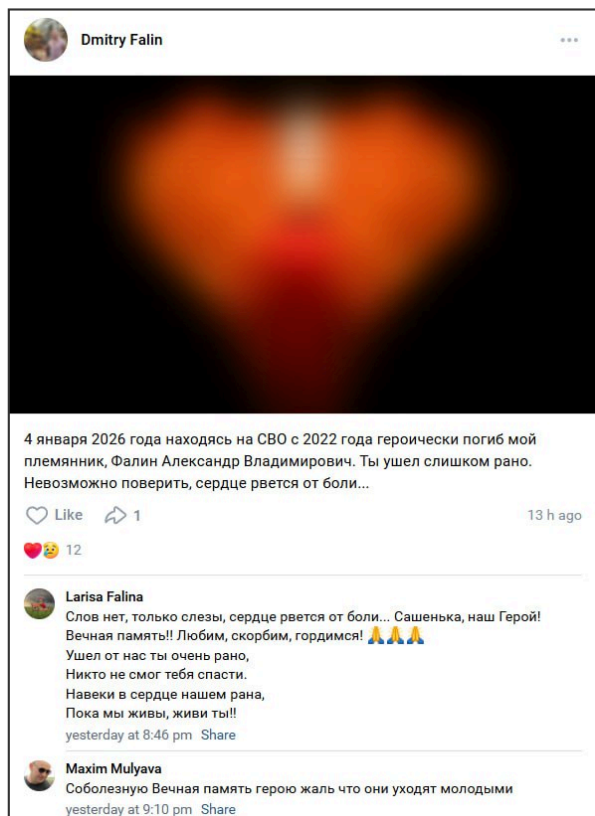 Dmitry Falin
4 января 2026 года находясь на СВО с 2022 года героически погиб мой
племянник, Фалин Александр Владимирович. Ты ушел слишком рано.
Невозможно поверить, сердце рвется от боли...
Like 1
13 h ago
12
Larisa Falina
Слов нет, только слезы, сердце рвется от боли... Сашенька, наш Герой!
Вечная память!! Любим, скорбим, гордимся! 🙏🙏🙏
Ушел от нас ты очень рано,
Никто не смог тебя спасти.
Навеки в сердце нашем рана,
Пока мы живы, живи ты!!
yesterday at 8:46 pm Share
Maxim Mulyava
Соболезную Вечная память герою жаль что они уходят молодыми
yesterday at 9:10 pm Share